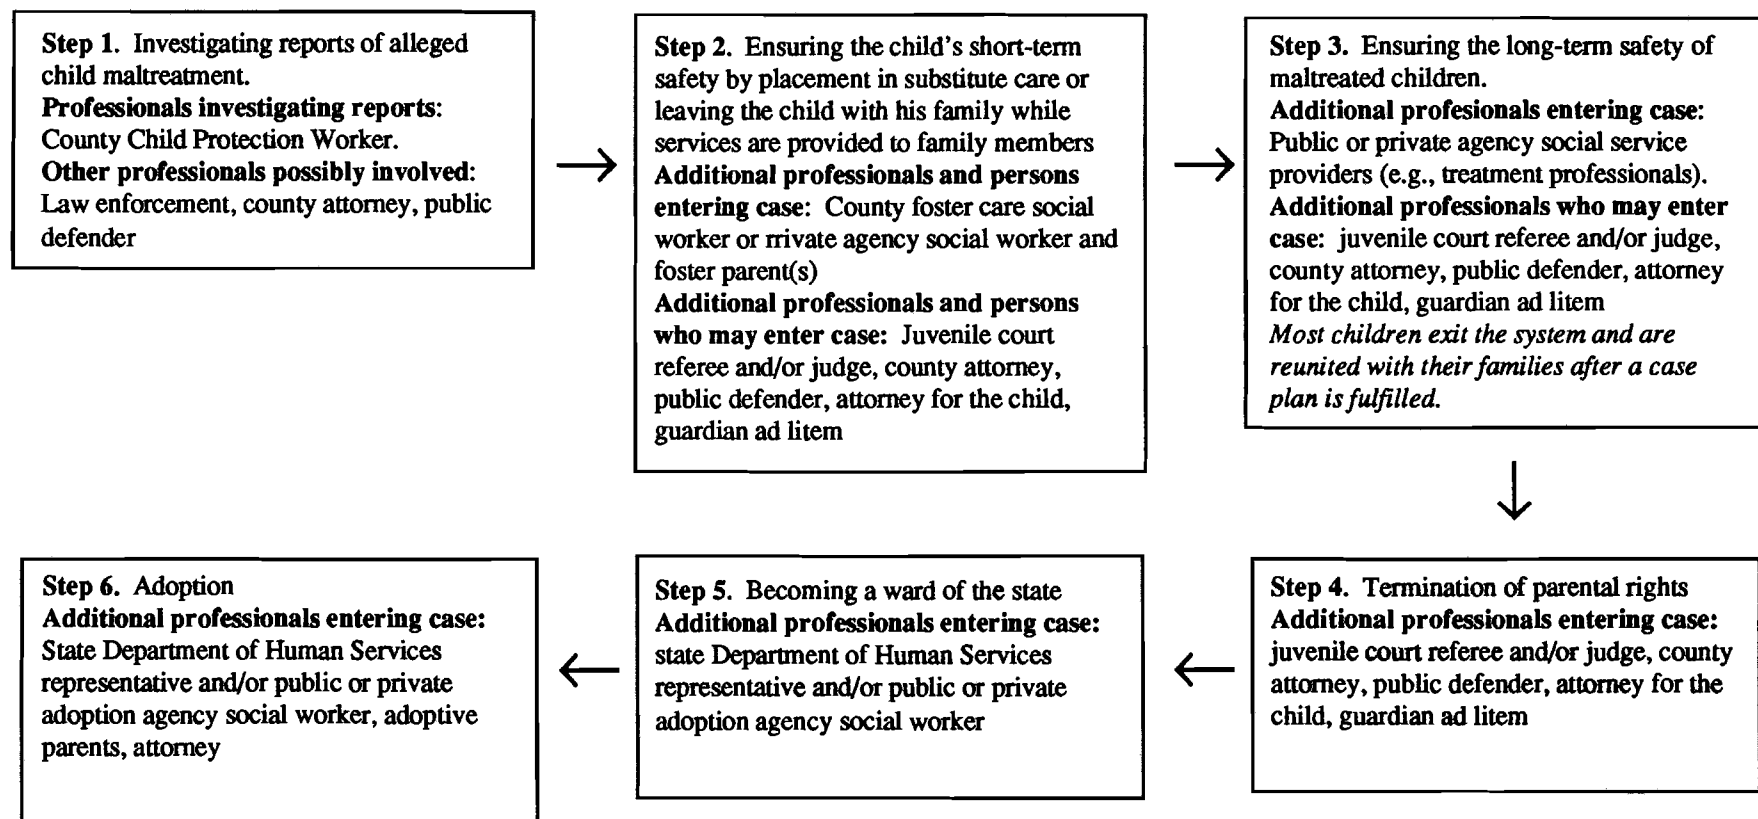 Step 1. Investigating reports of alleged
child maltreatment.
Professionals investigating reports:
County Child Protection Worker.
Other professionals possibly involved:
Law enforcement, county attorney, public
defender
Step 2. Ensuring the child's short-term
safety by placement in substitute care or
leaving the child with his family while
services are provided to family members
Additional professionals and persons
entering case: County foster care social
worker or rrivate agency social worker and
foster parent(s)
Additional professionals and persons
who may enter case: Juvenile court
referee and/or judge, county attorney,
public defender, attorney for the child,
guardian ad litem
Step 3. Ensuring the long-term safety of
maltreated children.
Additional profesionals entering case:
Public or private agency social service
providers (e.g., treatment professionals).
Additional professionals who may enter
case: juvenile court referee and/or judge,
county attorney, public defender, attorney
for the child, guardian ad litem
Most children exit the system and are
reunited with their families after a case
plan is fulfilled.
Step 4. Termination of parental rights
Additional professionals entering case:
juvenile court referee and/or judge, county
attorney, public defender, attorney for the
child, guardian ad litem
Step 5. Becoming a ward of the state
Additional professionals entering case:
state Department of Human Services
representative and/or public or private
adoption agency social worker
Step 6. Adoption
Additional professionals entering case:
State Department of Human Services
representative and/or public or private
adoption agency social worker, adoptive
parents, attorney